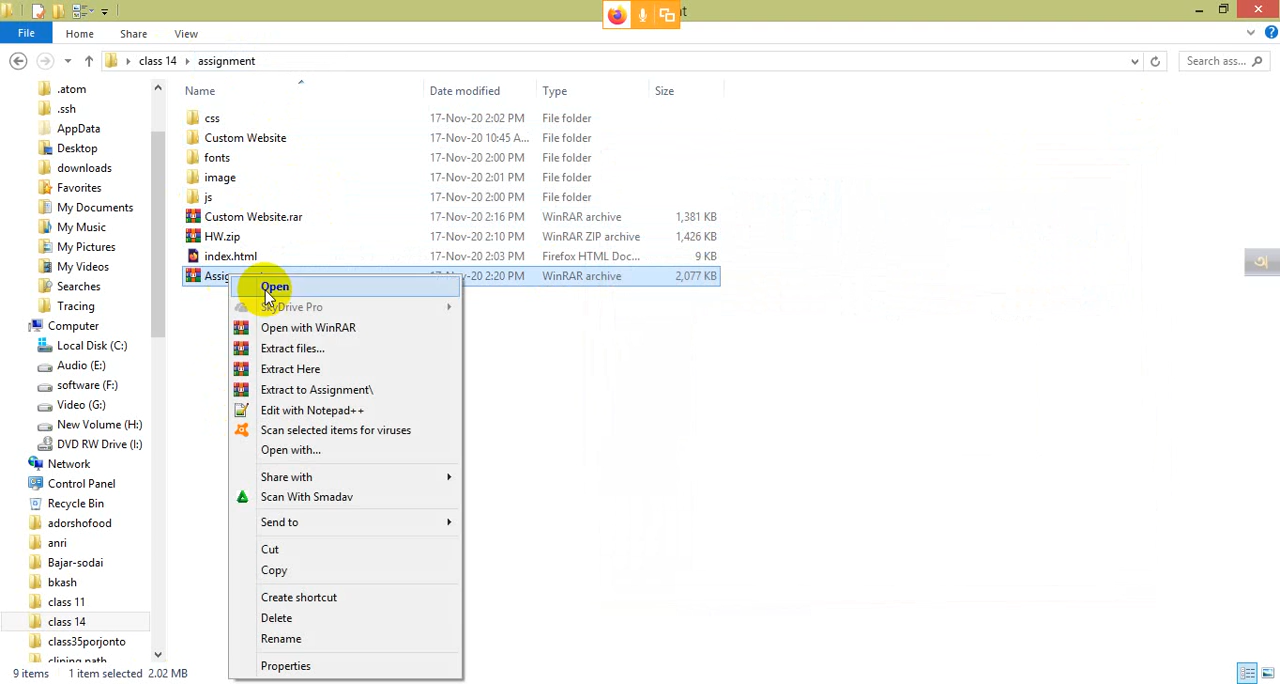 nt
File Home Share View
class 14 assignment Search ass...
Name Date modified Type Size
css 17-Nov-20 2:02 PM File folder
Custom Website 17-Nov-20 10:45 A... File folder
fonts 17-Nov-20 2:00 PM File folder
image 17-Nov-20 2:01 PM File folder
js 17-Nov-20 2:00 PM File folder
Custom Website.rar 17-Nov-20 2:16 PM WinRAR archive 1,381 KB
HW.zip 17-Nov-20 2:10 PM WinRAR ZIP archive 1,426 KB
index.html 17-Nov-20 2:03 PM Firefox HTML Doc... 9 KB
Assig -Nov-20 2:20 PM WinRAR archive 2,077 KB
.atom
.ssh
AppData
Desktop
downloads
Favorites
My Documents
My Music
My Pictures
My Videos
Searches
Tracing
Computer
Local Disk (C:)
Audio (E:)
software (F:)
Video (G:)
New Volume (H:)
DVD RW Drive (I:)
Network
Control Panel
Recycle Bin
adorshofood
anri
Bajar-sodai
bkash
class 11
class 14
class35porjonto
clining path
Open
SkyDrive Pro
Open with WinRAR
Extract files...
Extract Here
Extract to Assignment\
Edit with Notepad++
Scan selected items for viruses
Open with...
Share with
Scan With Smadav
Send to
Cut
Copy
Create shortcut
Delete
Rename
Properties
অ
9 items 1 item selected 2.02 MB